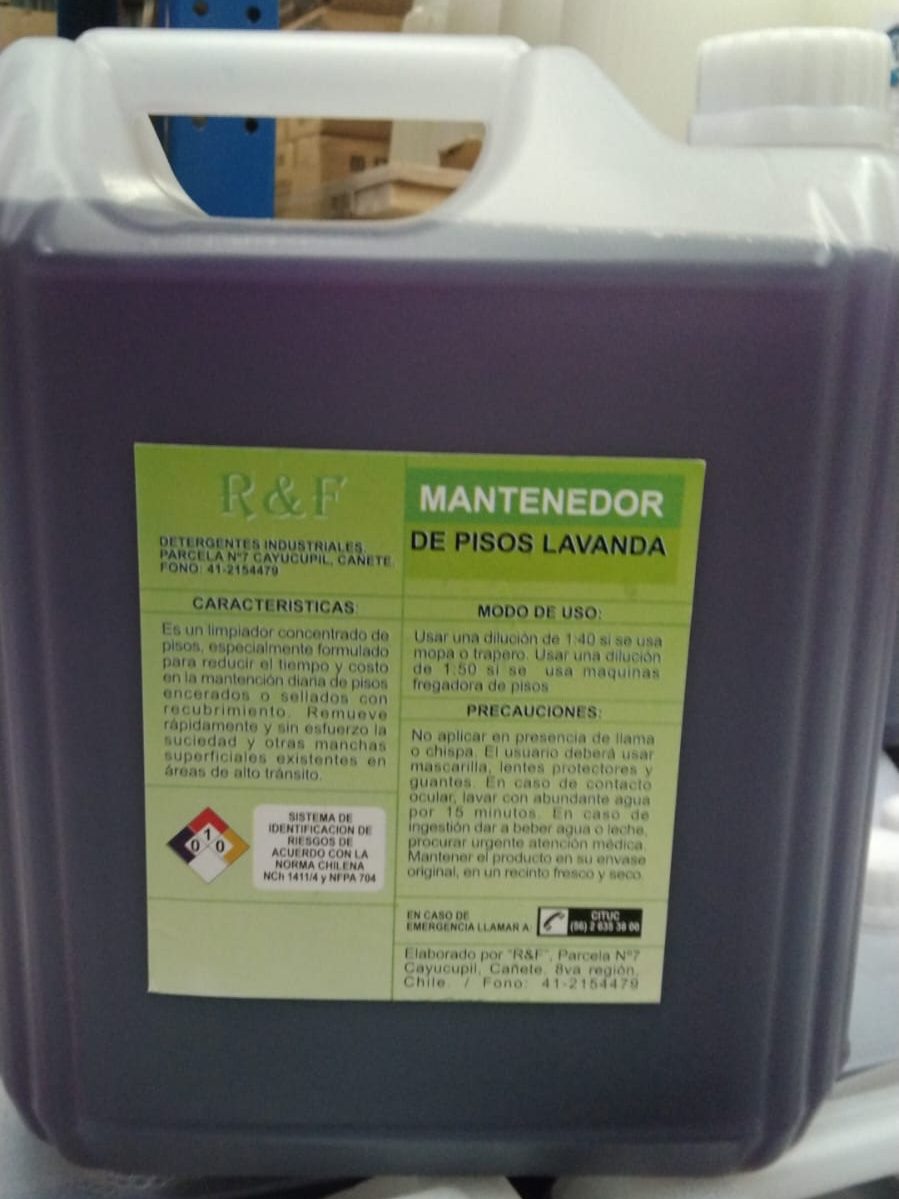 R & F
DETERGENTES INDUSTRIALES.
PARCELA Nº7 CAYUCUPIL, CAÑETE.
FONO: 41-2154479
MANTENEDOR
DE PISOS LAVANDA
CARACTERISTICAS:
Es un limpiador concentrado de
pisos, especialmente formulado
para reducir el tiempo y costo
en la mantención diaria de pisos
encerados o sellados con
recubrimiento. Remueve
rápidamente y sin esfuerzo la
suciedad y otras manchas
superficiales existentes en
áreas de alto tránsito.
0
1
0
SISTEMA DE
IDENTIFICACION DE
RIESGOS DE
ACUERDO CON LA
NORMA CHILENA
NCh 1411/4 y NFPA 704
MODO DE USO:
Usar una dilución de 1:40 si se usa
mopa o trapero. Usar una dilución
de 1:50 si se usa maquinas
fregadora de pisos
PRECAUCIONES:
No aplicar en presencia de llama
o chispa. El usuario deberá usar
mascarilla, lentes protectores y
guantes. En caso de contacto
ocular, lavar con abundante agua
por 15 minutos. En caso de
ingestión dar a beber agua o leche,
procurar urgente atención médica.
Mantener el producto en su envase
original, en un recinto fresco y seco.
EN CASO DE
EMERGENCIA LLAMAR A:
CITUC
(56) 2 635 38 00
Elaborado por "R&F", Parcela Nº7
Cayucupil, Cañete. 8va región,
Chile. / Fono: 41-2154479